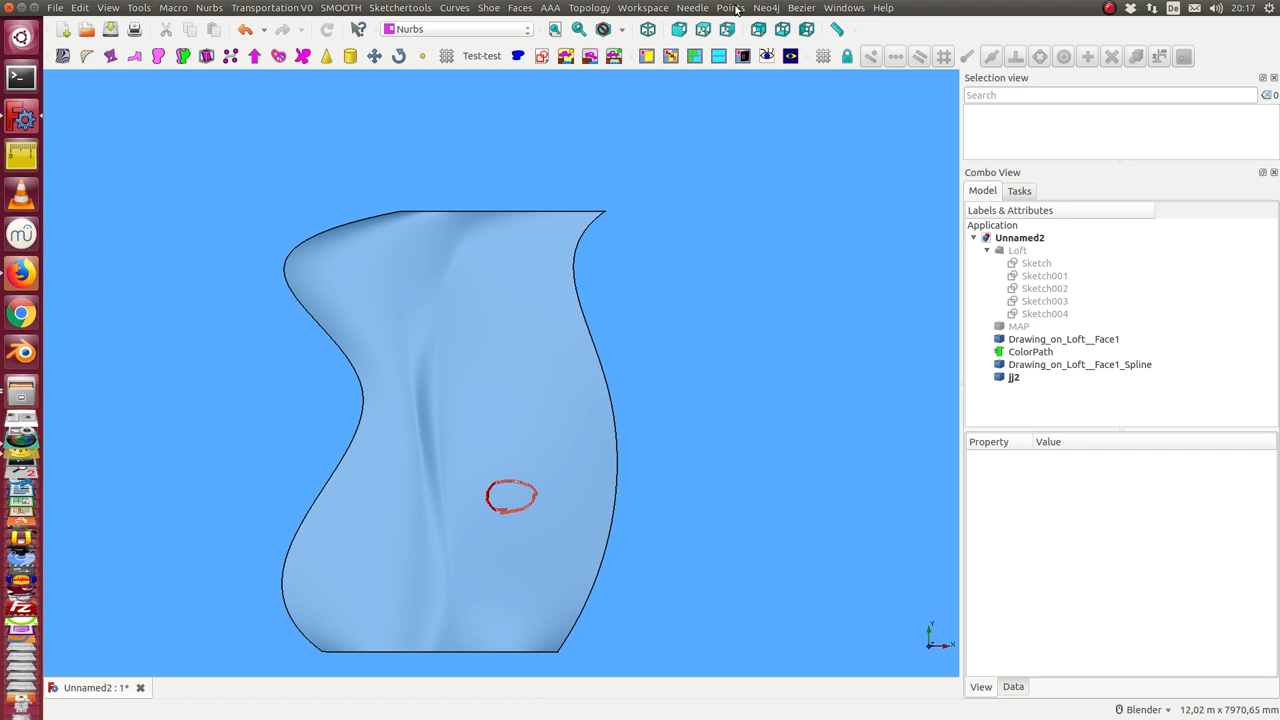 File Edit View Tools Macro Nurbs Transportation V0 SMOOTH Sketchertools Curves Shoe Faces AAA Topology Workspace Needle Points Neo4j Bezier Windows Help De 20:17
Nurbs
Test-test
Selection view
Search
0
Combo View
Model Tasks
Labels & Attributes
Application
Unnamed2
Loft
Sketch
Sketch001
Sketch002
Sketch003
Sketch004
MAP
Drawing_on_Loft__Face1
ColorPath
Drawing_on_Loft__Face1_Spline
jj2
Property Value
Y
X
Unnamed2 : 1*
View Data
Blender 12,02 m x 7970,65 mm